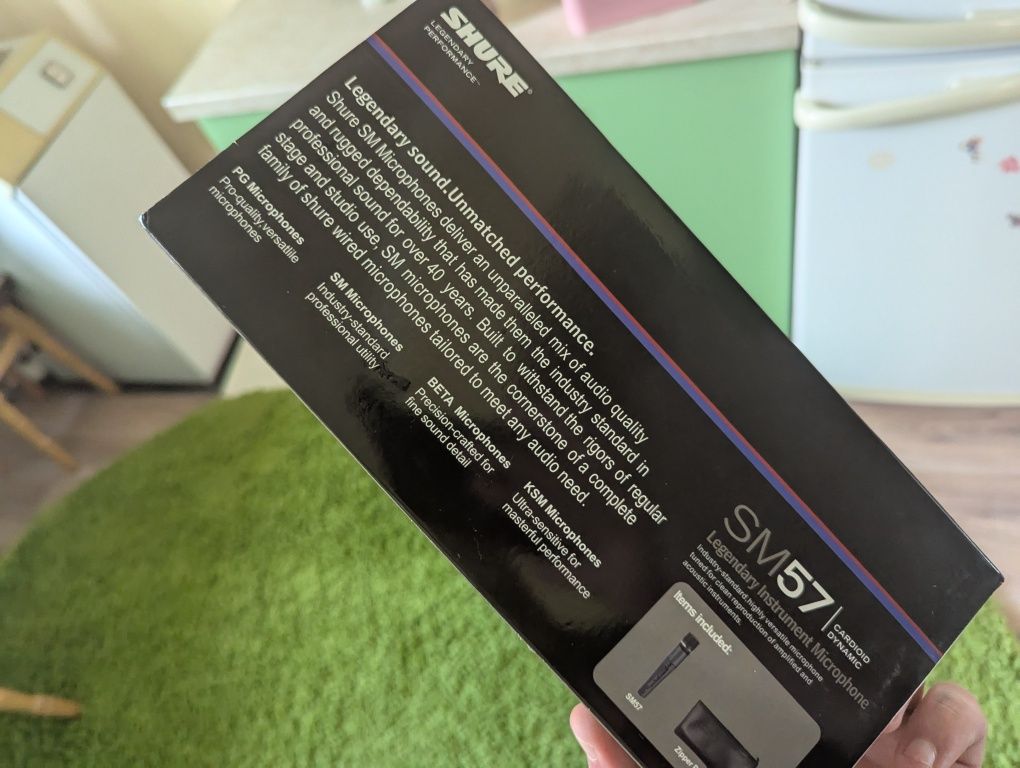 SHURE®
LEGENDARY
PERFORMANCE™
Legendary sound.Unmatched performance.
Shure SM Microphones deliver an unparalleled mix of audio quality
and rugged dependability that has made them the industry standard in
professional sound for over 40 years. Built to withstand the rigors of regular
stage and studio use, SM microphones are the cornerstone of a complete
family of shure wired microphones tailored to meet any audio need.
PG Microphones
Pro-quality,versatlile
microphones
SM Microphones
Industry-standard,
professional utility
BETA Microphones
Precision-crafted for
fine sound detail
KSM Microphones
Ultra-sensitive for
masterful performance
SM57
CARDIOID
DYNAMIC
Legendary Instrument Microphone
Industry-standard,highly versatile microphone
tuned for clean reproduction of amplified and
acoustic instruments.
Items included:
SM57
Zipper